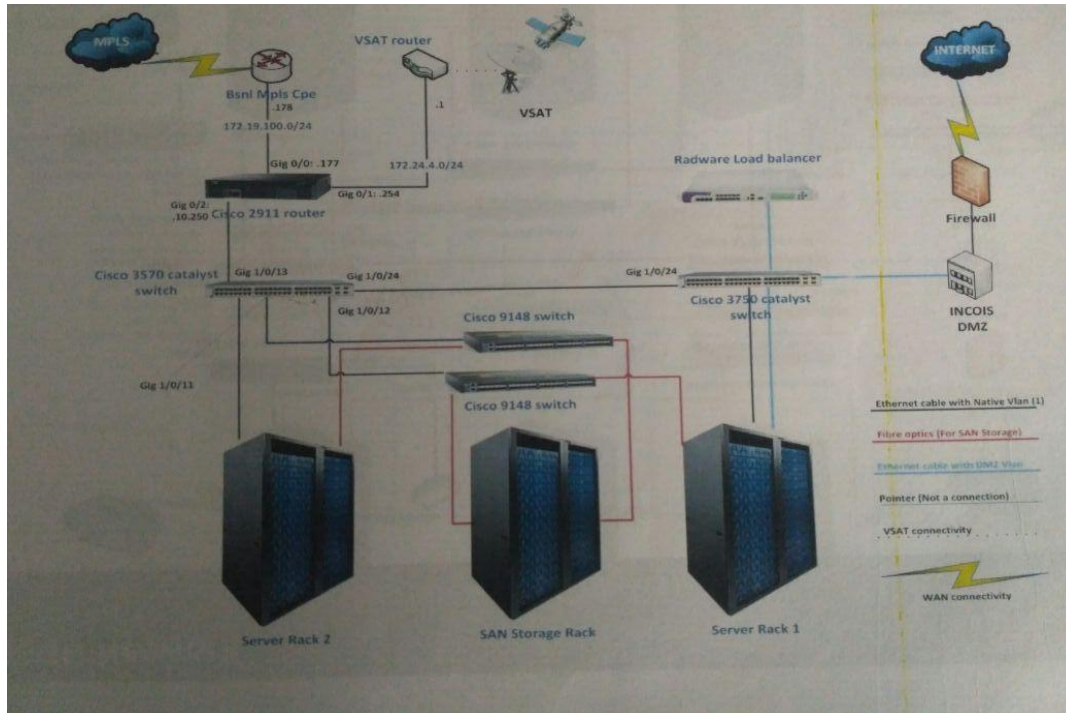 MPLS
VSAT router
INTERNET
Bsnl Mpls Cpe
.178
172.19.100.0/24
.1
VSAT
172.24.4.0/24
Gig 0/0: .177
Radware Load balancer
Gig 0/1: .254
Gig 0/2:
.10.250
Cisco 2911 router
Firewall
Cisco 3570 catalyst
switch
Gig 1/0/13
Gig 1/0/24
Gig 1/0/24
Cisco 3750 catalyst
switch
INCOIS
DMZ
Gig 1/0/12
Cisco 9148 switch
Gig 1/0/11
Cisco 9148 switch
Ethernet cable with Native Vlan (1)
Fibre optics (For SAN Storage)
Ethernet cable with DMZ Vlan
Pointer (Not a connection)
VSAT connectivity
WAN connectivity
Server Rack 2
SAN Storage Rack
Server Rack 1